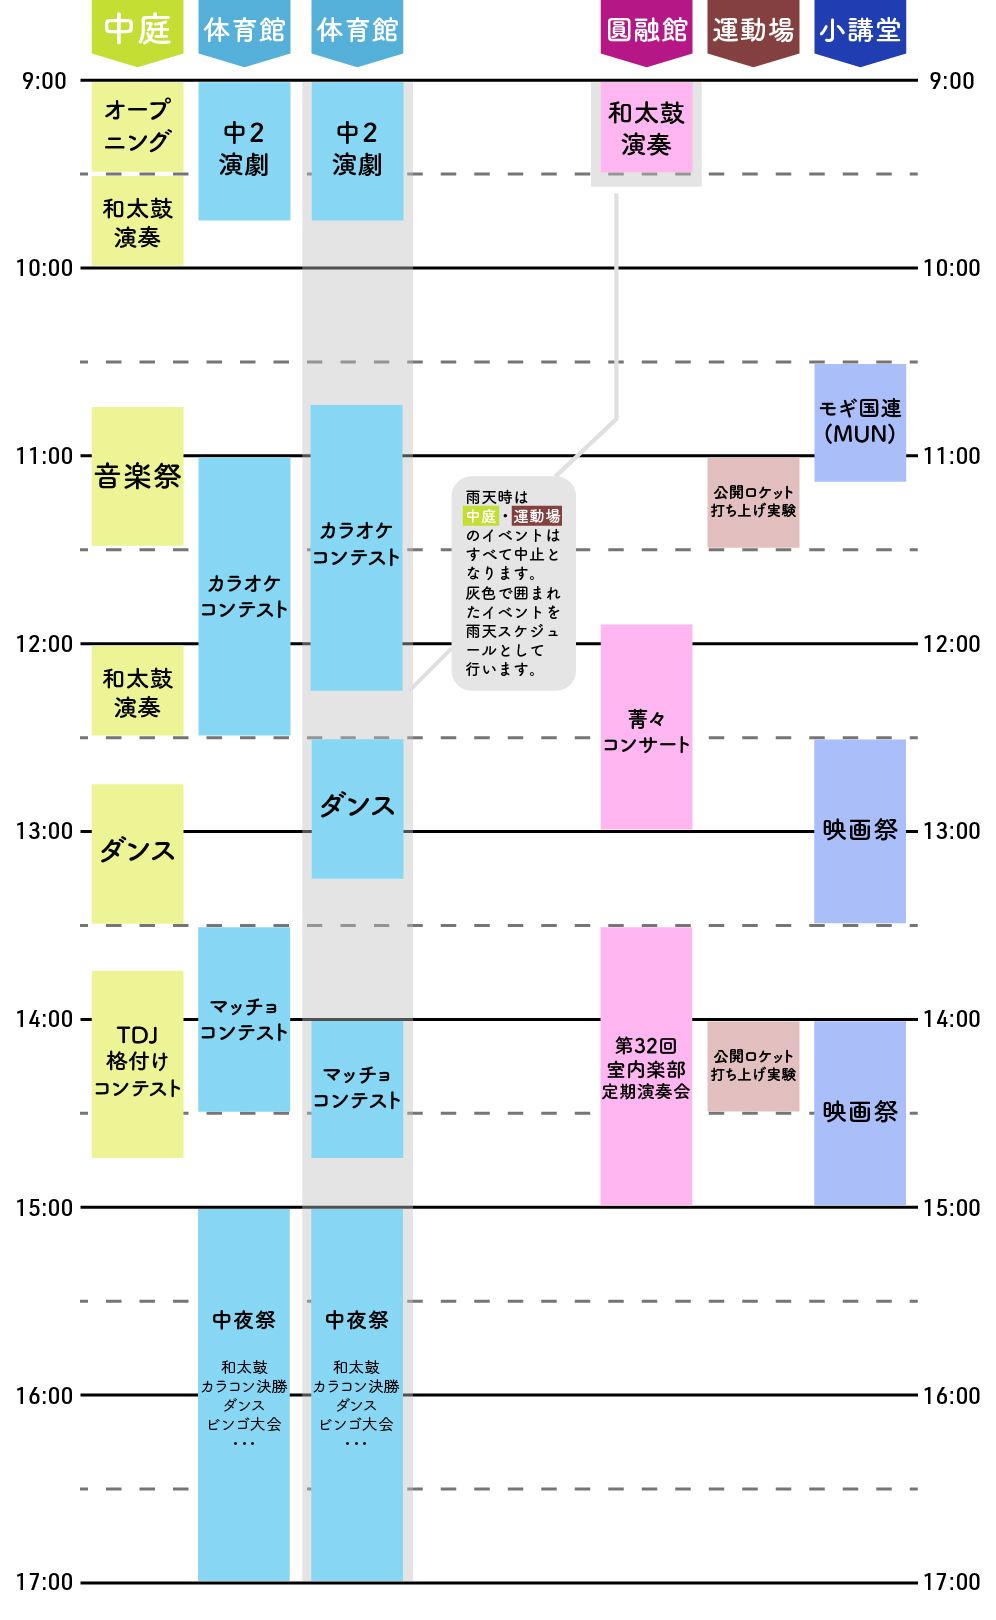 中庭
体育館
体育館
圓融館
運動場
小講堂
9:00
9:00
オープ
ニング
中2
演劇
中2
演劇
和太鼓
演奏
和太鼓
演奏
10:00
10:00
モギ国連
(MUN)
音楽祭
11:00
11:00
公開ロケット
打ち上げ実験
カラオケ
コンテスト
カラオケ
コンテスト
雨天時は
中庭・運動場
のイベントは
すべて中止と
なります。
灰色で囲まれ
たイベントを
雨天スケジュ
ールとして
行います。
12:00
12:00
和太鼓
演奏
菁々
コンサート
ダンス
ダンス
13:00
13:00
映画祭
マッチョ
コンテスト
14:00
14:00
TDJ
格付け
コンテスト
マッチョ
コンテスト
第32回
室内楽部
定期演奏会
公開ロケット
打ち上げ実験
映画祭
15:00
15:00
中夜祭
和太鼓
カラコン決勝
ダンス
ビンゴ大会
・・・
中夜祭
和太鼓
カラコン決勝
ダンス
ビンゴ大会
・・・
16:00
16:00
17:00
17:00